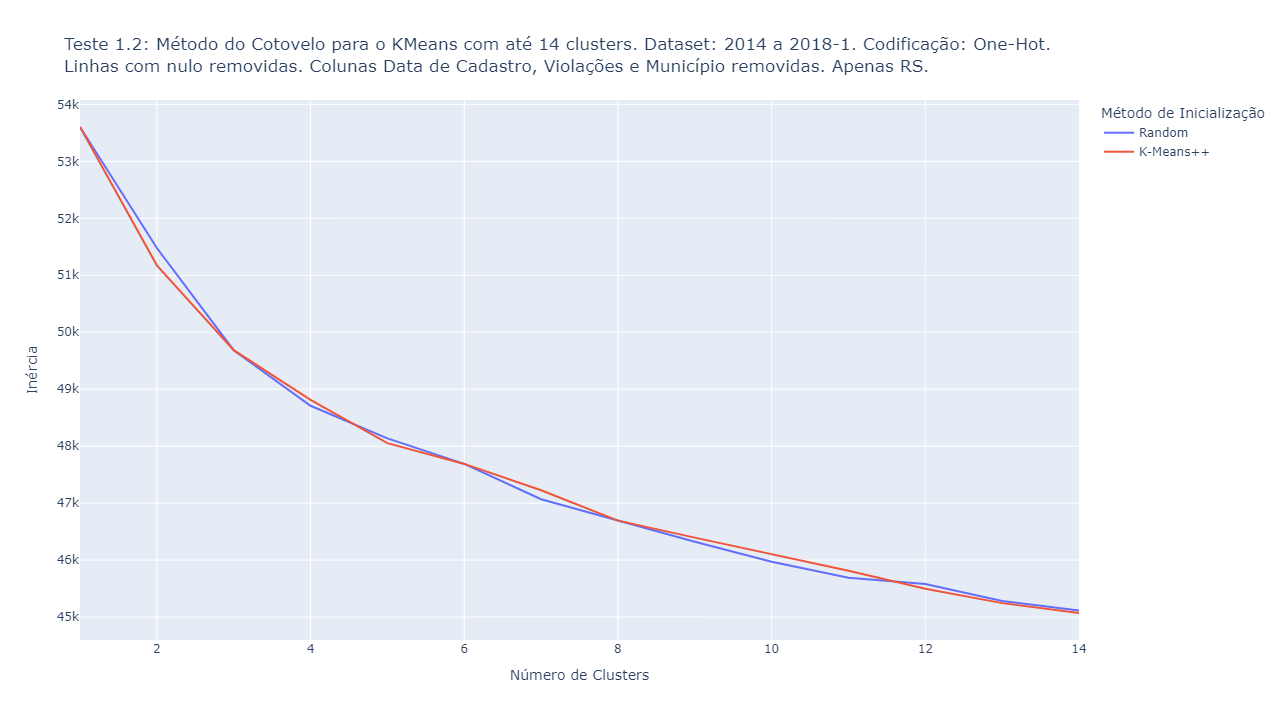 Teste 1.2: Método do Cotovelo para o KMeans com até 14 clusters. Dataset: 2014 a 2018-1. Codificação: One-Hot.
Linhas com nulo removidas. Colunas Data de Cadastro, Violações e Município removidas. Apenas RS.
Método de Inicialização
Random
K-Means++
54k
53k
52k
51k
50k
49k
48k
47k
46k
45k
Inércia
2
4
6
8
10
12
14
Número de Clusters